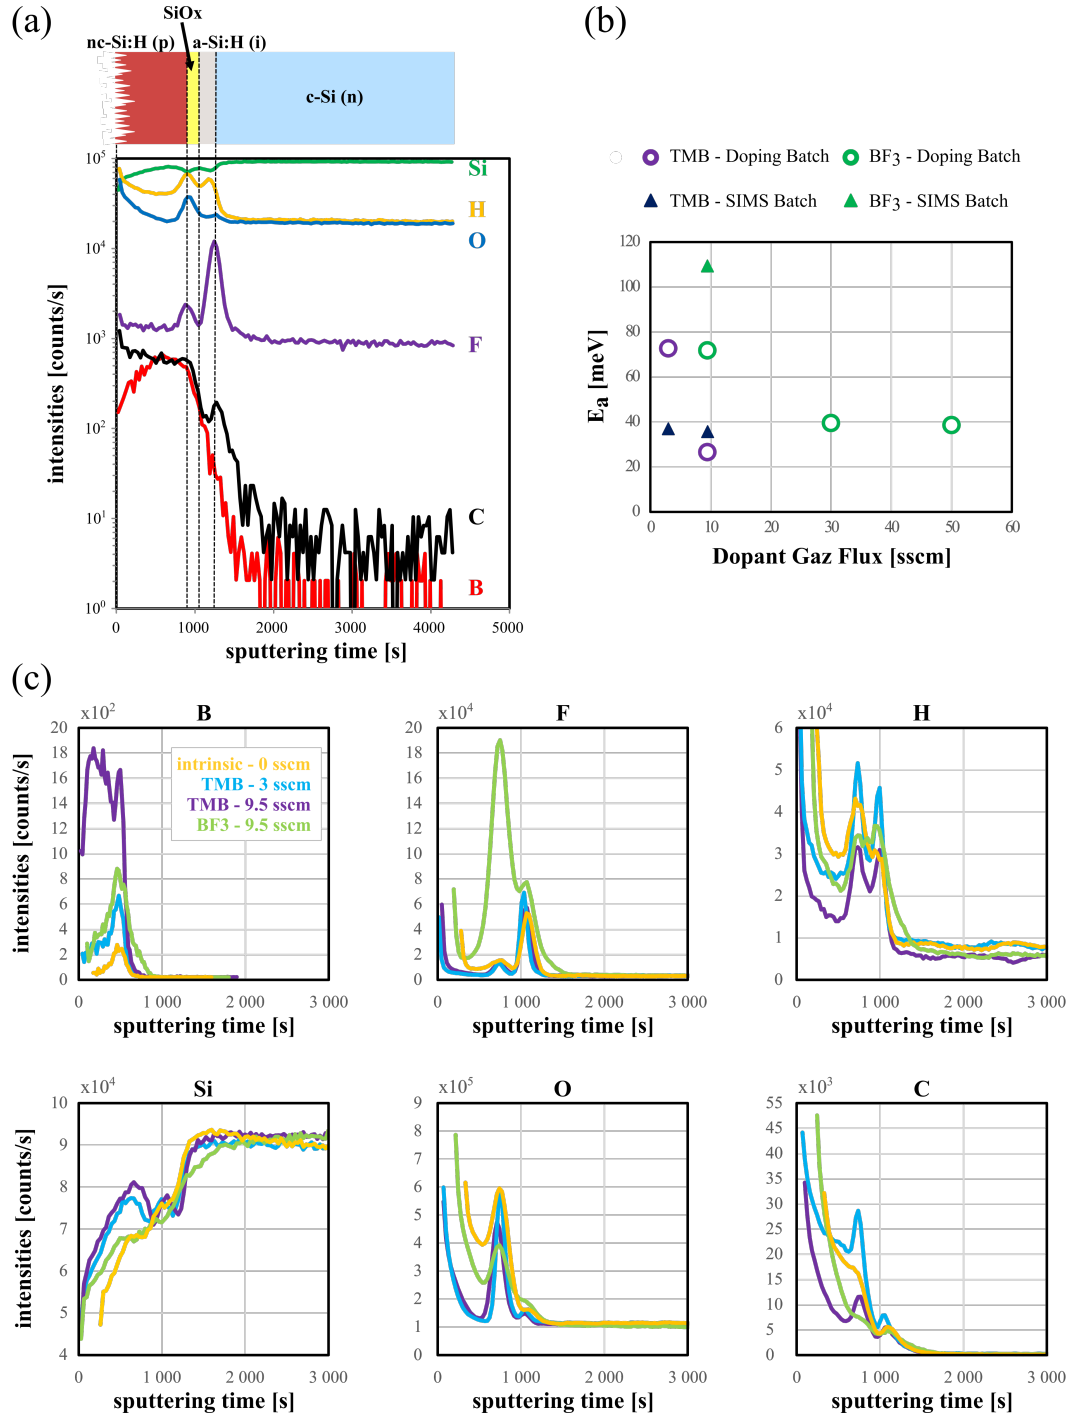 (a)
SiOx
nc-Si:H (p)
a-Si:H (i)
c-Si (n)
10⁵
10⁴
10³
10²
10¹
10⁰
intensities [counts/s]
Si
H
O
F
C
B
0 1000 2000 3000 4000 5000
sputtering time [s]
(b)
TMB - Doping Batch
BF₃ - Doping Batch
TMB - SIMS Batch
BF₃ - SIMS Batch
120
100
80
60
40
20
0
Eₐ [meV]
0 10 20 30 40 50 60
Dopant Gaz Flux [sscm]
(c)
x10²
B
20
18
16
14
12
10
8
6
4
2
0
intensities [counts/s]
intrinsic - 0 sscm
TMB - 3 sscm
TMB - 9.5 sscm
BF3 - 9.5 sscm
0 1 000 2 000 3 000
sputtering time [s]
x10⁴
F
20
18
16
14
12
10
8
6
4
2
0
0 1 000 2 000 3 000
sputtering time [s]
x10⁴
H
6
5
4
3
2
1
0
0 1 000 2 000 3 000
sputtering time [s]
x10⁴
Si
10
9
8
7
6
5
4
intensities [counts/s]
0 1 000 2 000 3 000
sputtering time [s]
x10⁵
O
9
8
7
6
5
4
3
2
1
0
0 1 000 2 000 3 000
sputtering time [s]
x10³
C
55
50
45
40
35
30
25
20
15
10
5
0
0 1 000 2 000 3 000
sputtering time [s]